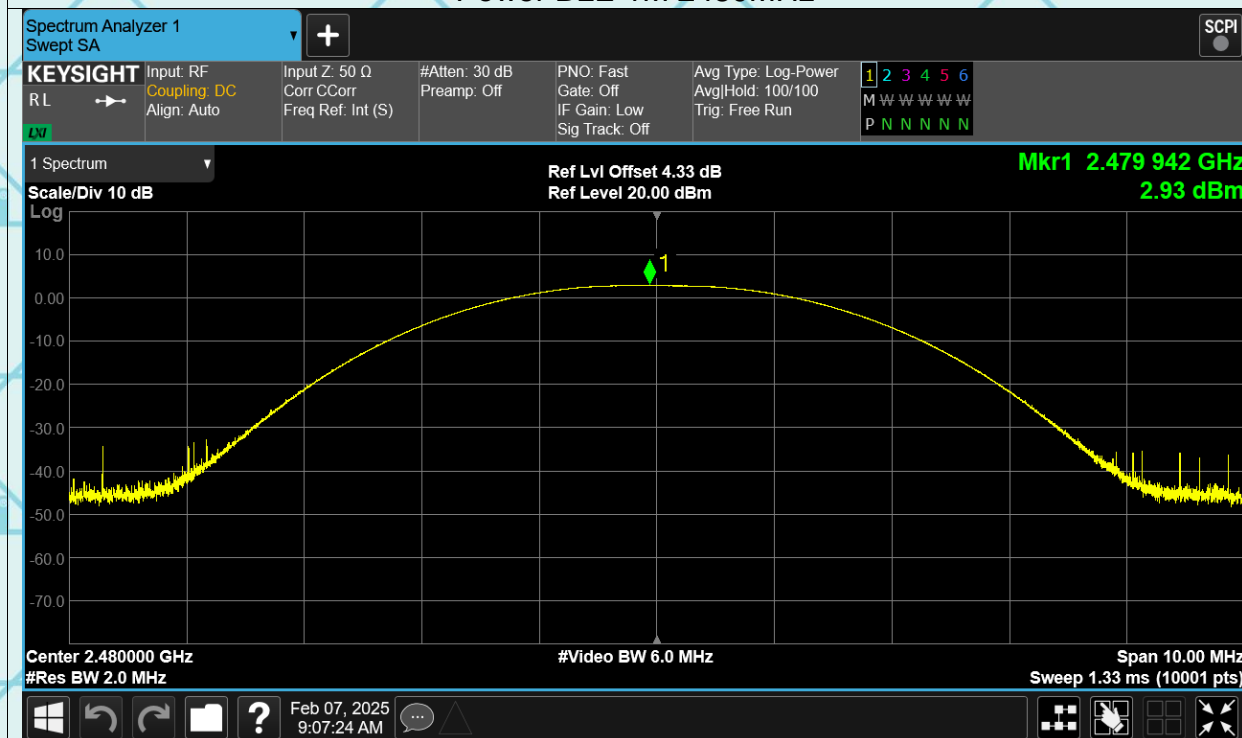 Spectrum Analyzer 1
Swept SA
SCPI
KEYSIGHT
RL
LXI
Input: RF
Coupling: DC
Align: Auto
Input Z: 50 Ω
Corr CCorr
Freq Ref: Int (S)
#Atten: 30 dB
Preamp: Off
PNO: Fast
Gate: Off
IF Gain: Low
Sig Track: Off
Avg Type: Log-Power
Avg|Hold: 100/100
Trig: Free Run
1 2 3 4 5 6
M W W W W W
P N N N N N
1 Spectrum
Scale/Div 10 dB
Log
Ref Lvl Offset 4.33 dB
Ref Level 20.00 dBm
Mkr1 2.479 942 GHz
2.93 dBm
1
10.0
0.00
-10.0
-20.0
-30.0
-40.0
-50.0
-60.0
-70.0
Center 2.480000 GHz
#Res BW 2.0 MHz
#Video BW 6.0 MHz
Span 10.00 MHz
Sweep 1.33 ms (10001 pts)
?
Feb 07, 2025
9:07:24 AM